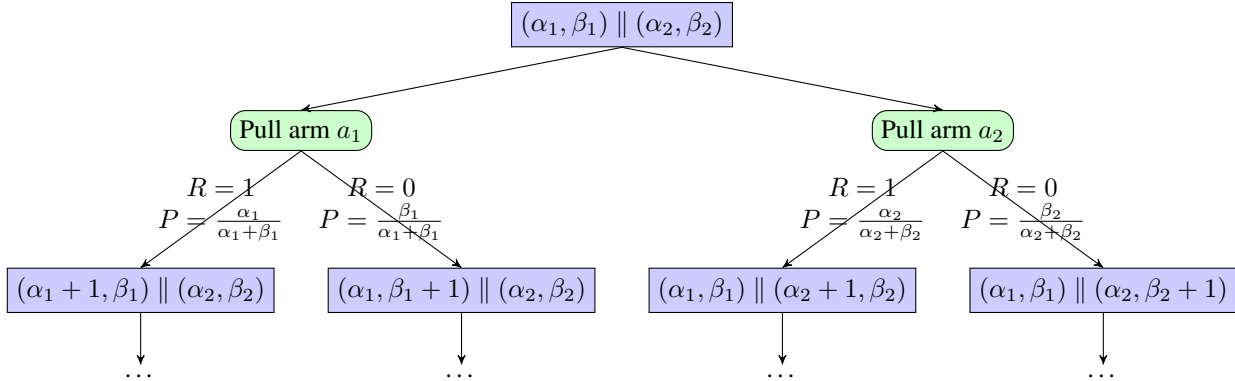 (α₁, β₁) ∥ (α₂, β₂)
Pull arm a₁
Pull arm a₂
R = 1
P = α₁/(α₁+β₁)
R = 0
P = β₁/(α₁+β₁)
R = 1
P = α₂/(α₂+β₂)
R = 0
P = β₂/(α₂+β₂)
(α₁ + 1, β₁) ∥ (α₂, β₂)
(α₁, β₁ + 1) ∥ (α₂, β₂)
(α₁, β₁) ∥ (α₂ + 1, β₂)
(α₁, β₁) ∥ (α₂, β₂ + 1)
…
…
…
…